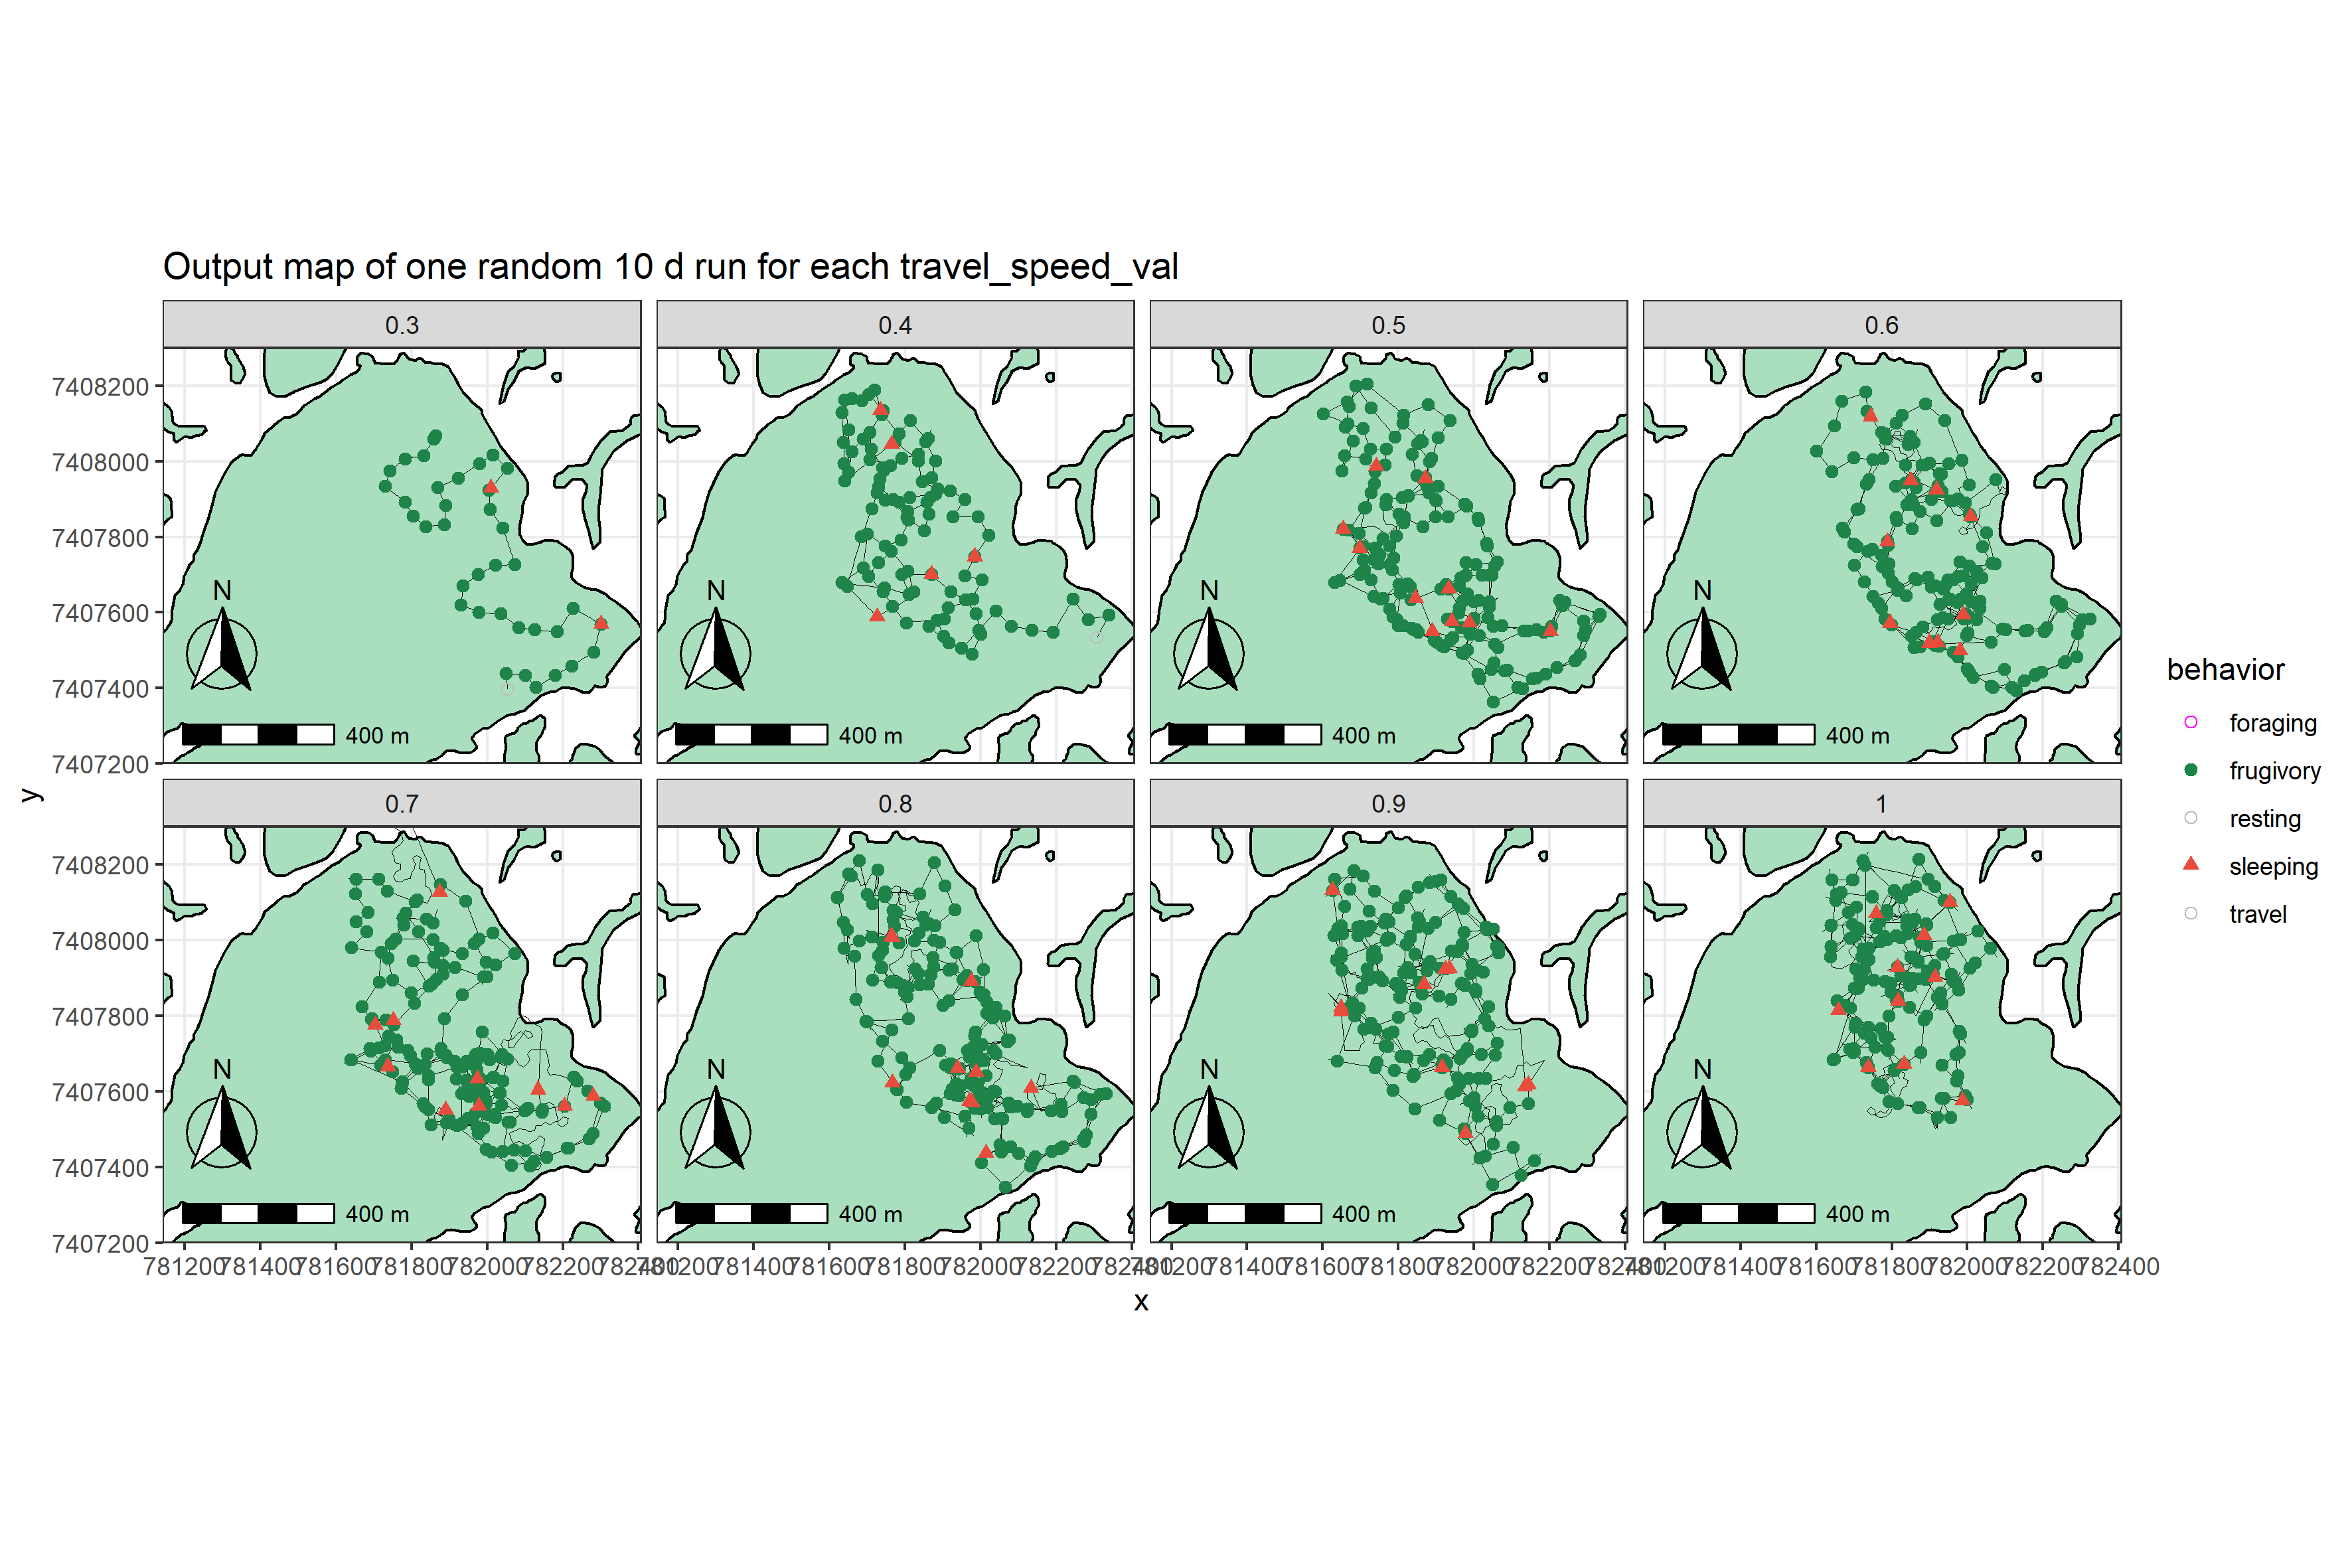 Output map of one random 10 d run for each travel_speed_val
0.3
0.4
0.5
0.6
7408200
7408000
7407800
7407600
7407400
7407200
N
400 m
N
400 m
N
400 m
N
400 m
0.7
0.8
0.9
1
7408200
7408000
7407800
7407600
7407400
7407200
N
400 m
N
400 m
N
400 m
N
400 m
781200 781400 781600 781800 782000 782200 782400
781200 781400 781600 781800 782000 782200 782400
781200 781400 781600 781800 782000 782200 782400
781200 781400 781600 781800 782000 782200 782400
x
y
behavior
foraging
frugivory
resting
sleeping
travel